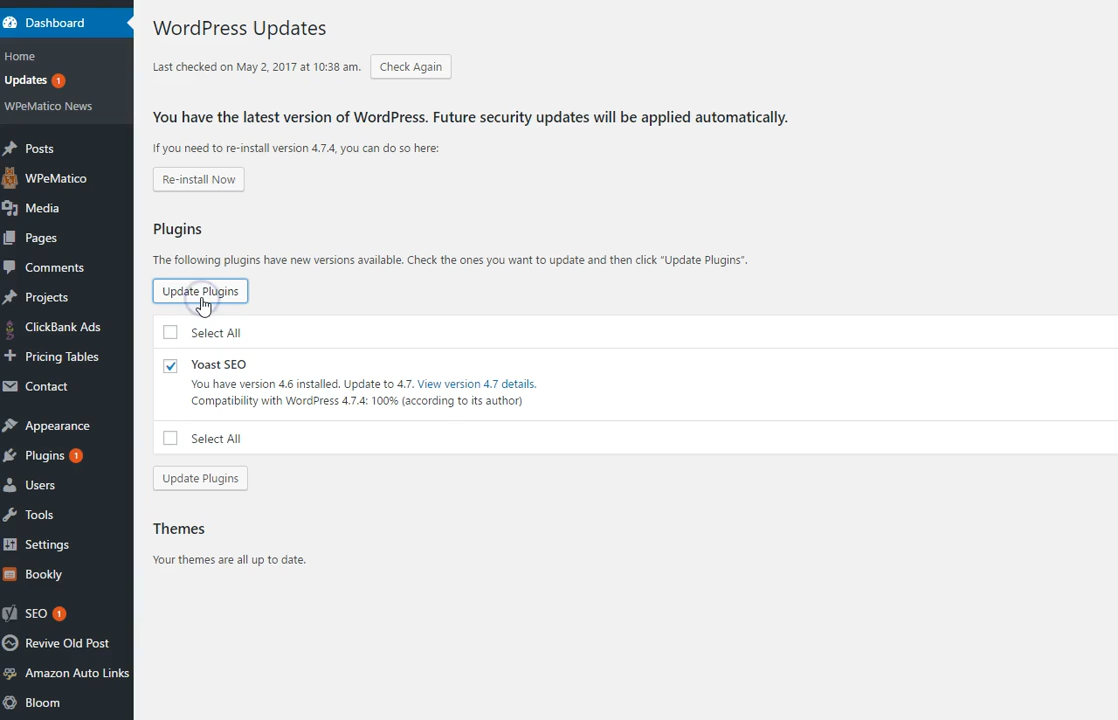 Dashboard
Home
Updates 1
WPeMatico News
Posts
WPeMatico
Media
Pages
Comments
Projects
ClickBank Ads
Pricing Tables
Contact
Appearance
Plugins 1
Users
Tools
Settings
Bookly
SEO 1
Revive Old Post
Amazon Auto Links
Bloom
WordPress Updates
Last checked on May 2, 2017 at 10:38 am. Check Again
You have the latest version of WordPress. Future security updates will be applied automatically.
If you need to re-install version 4.7.4, you can do so here:
Re-install Now
Plugins
The following plugins have new versions available. Check the ones you want to update and then click “Update Plugins”.
Update Plugins
Select All
Yoast SEO
You have version 4.6 installed. Update to 4.7. View version 4.7 details.
Compatibility with WordPress 4.7.4: 100% (according to its author)
Select All
Update Plugins
Themes
Your themes are all up to date.